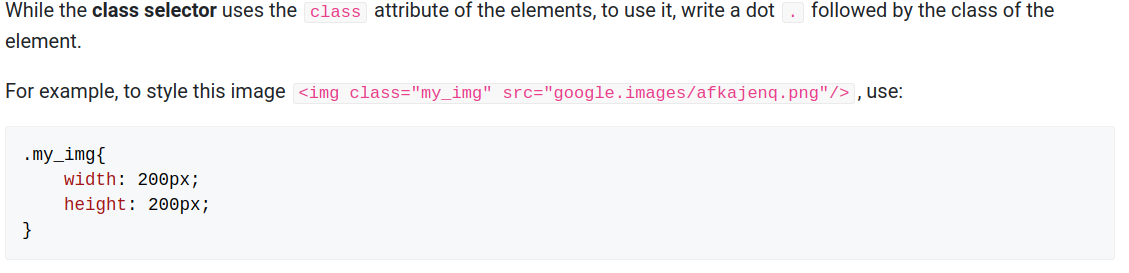 While the class selector uses the class attribute of the elements, to use it, write a dot . followed by the class of the
element.
For example, to style this image <img class="my_img" src="google.images/afkajenq.png"/>, use:
.my_img{
    width: 200px;
    height: 200px;
}